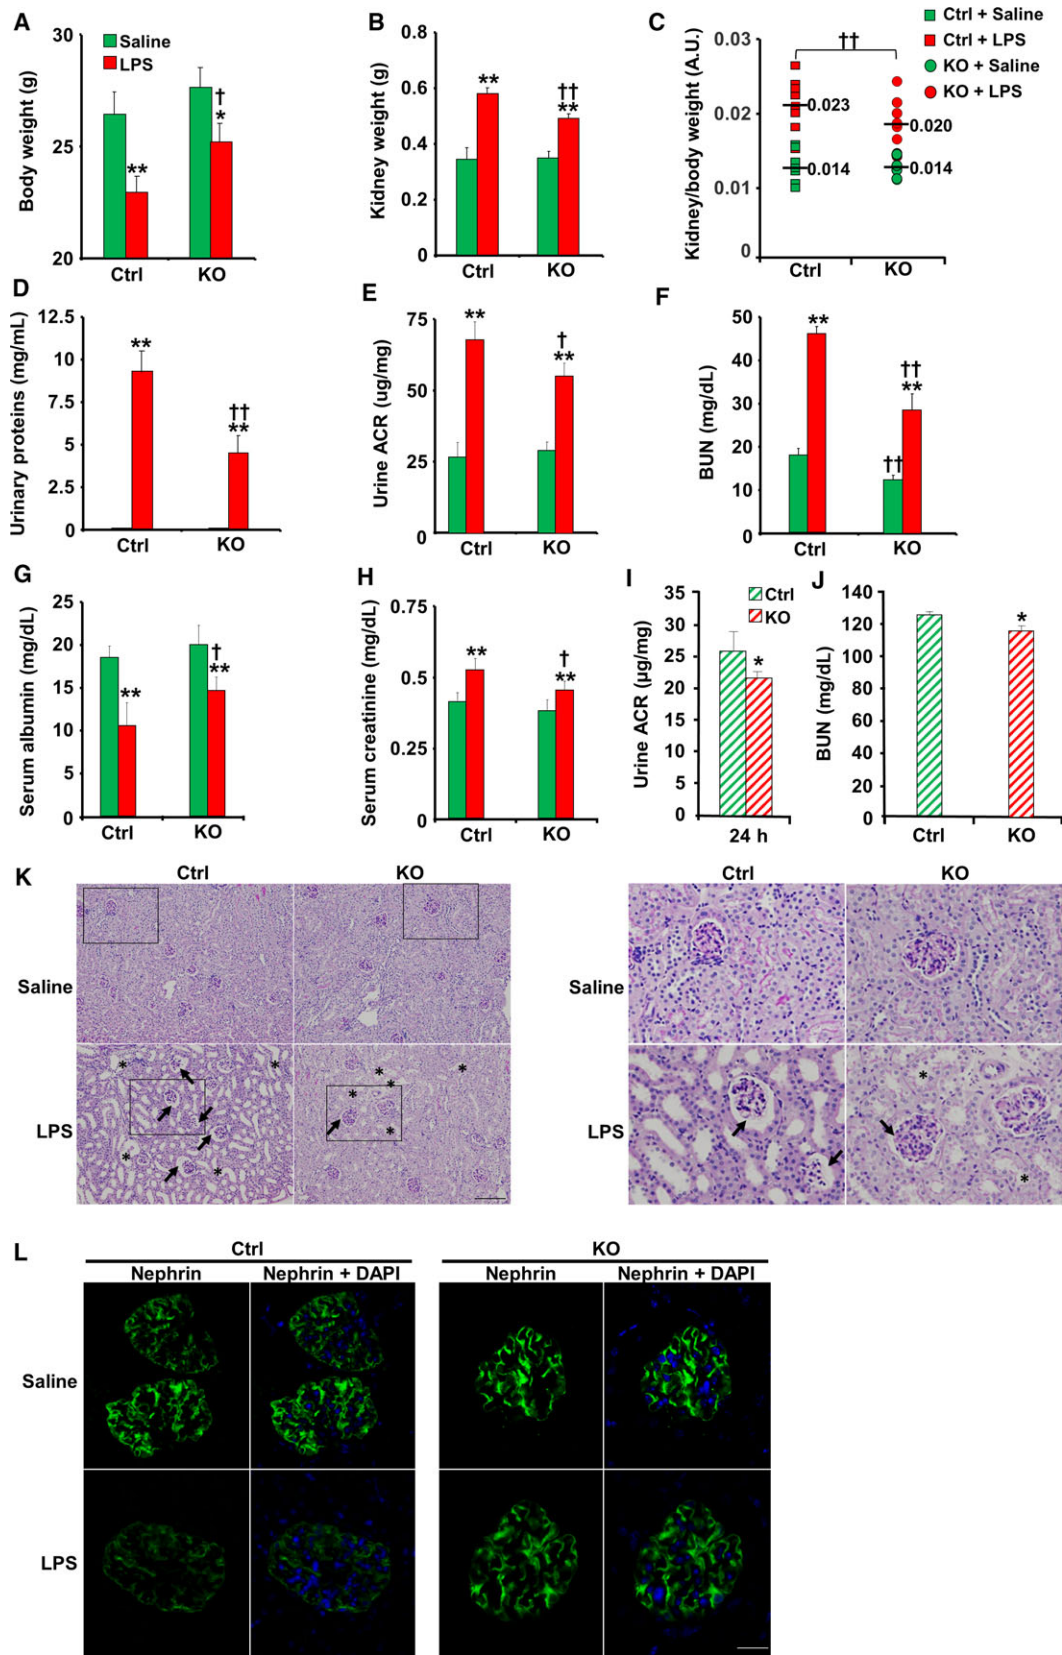 A
Body weight (g)
30
25
20
Saline
LPS
**
†
*
Ctrl
KO
B
Kidney weight (g)
0.8
0.6
0.4
0.2
0
**
††
**
Ctrl
KO
C
Kidney/body weight (A.U.)
0.03
0.02
0.01
0
Ctrl + Saline
Ctrl + LPS
KO + Saline
KO + LPS
††
0.023
0.014
0.020
0.014
Ctrl
KO
D
Urinary proteins (mg/mL)
12.5
10
7.5
5
2.5
0
**
††
**
Ctrl
KO
E
Urine ACR (ug/mg)
75
50
25
0
**
†
**
Ctrl
KO
F
BUN (mg/dL)
50
40
30
20
10
0
**
††
††
**
Ctrl
KO
G
Serum albumin (mg/dL)
25
20
15
10
5
0
**
†
**
Ctrl
KO
H
Serum creatinine (mg/dL)
0.75
0.5
0.25
0
**
†
**
Ctrl
KO
I
Urine ACR (µg/mg)
35
30
25
20
15
10
5
0
Ctrl
KO
*
24 h
J
BUN (mg/dL)
140
120
100
80
60
40
20
0
*
Ctrl
KO
K
Ctrl
KO
Ctrl
KO
Saline
Saline
LPS
* * * *
* * * * *
LPS
*
*
L
Ctrl
KO
Nephrin
Nephrin + DAPI
Nephrin
Nephrin + DAPI
Saline
LPS